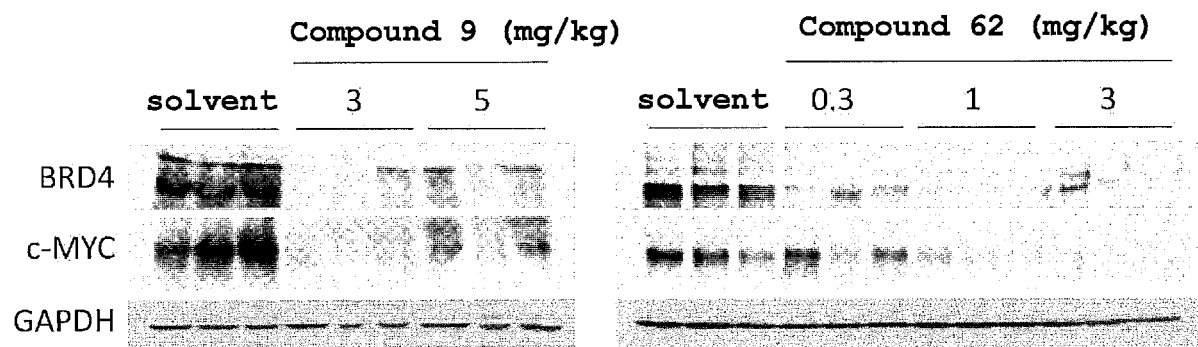 Compound 9 (mg/kg)
Compound 62 (mg/kg)
solvent 3 5
solvent 0.3 1 3
BRD4
c-MYC
GAPDH